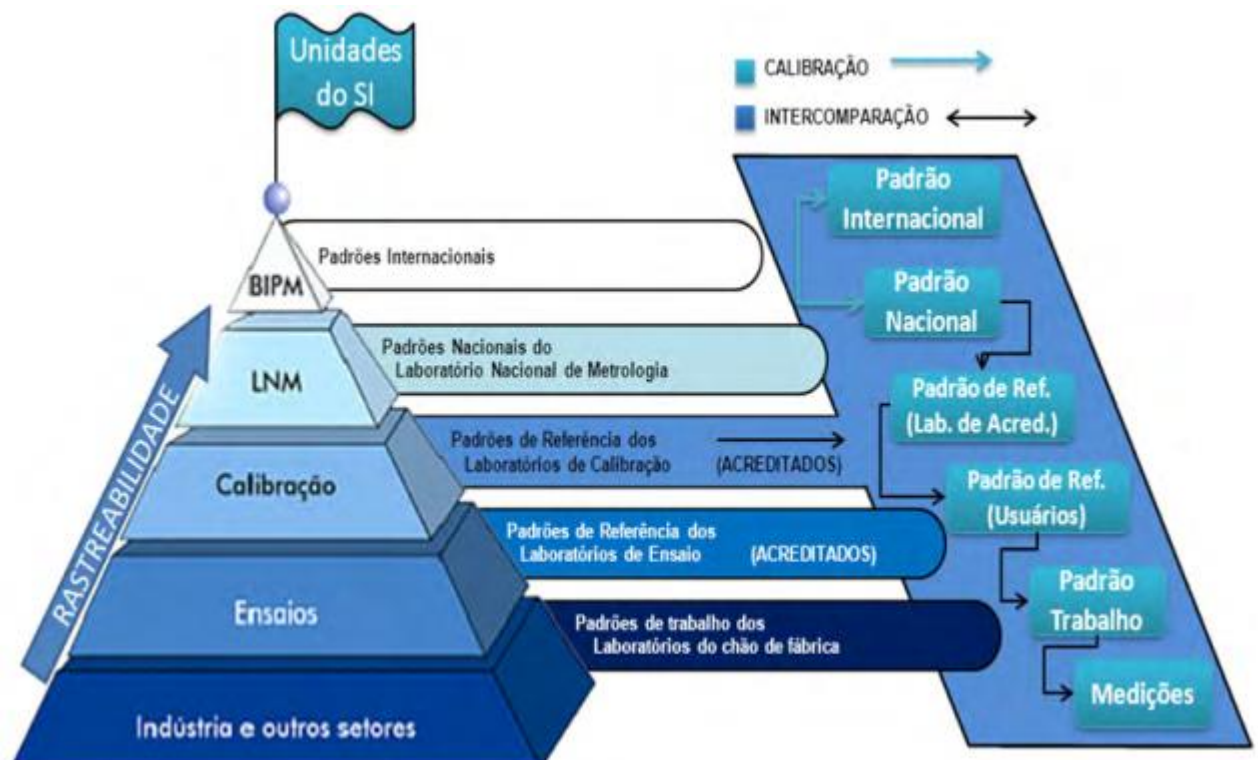 Unidades
do SI
CALIBRAÇÃO
INTERCOMPARAÇÃO
BIPM
LNM
Calibração
Ensaios
Indústria e outros setores
RASTREABILIDADE
Padrões Internacionais
Padrões Nacionais do
Laboratório Nacional de Metrologia
Padrões de Referência dos
Laboratórios de Calibração (ACREDITADOS)
Padrões de Referência dos
Laboratórios de Ensaio (ACREDITADOS)
Padrões de trabalho dos
Laboratórios do chão de fábrica
Padrão
Internacional
Padrão
Nacional
Padrão de Ref.
(Lab. de Acred.)
Padrão de Ref.
(Usuários)
Padrão
Trabalho
Medições